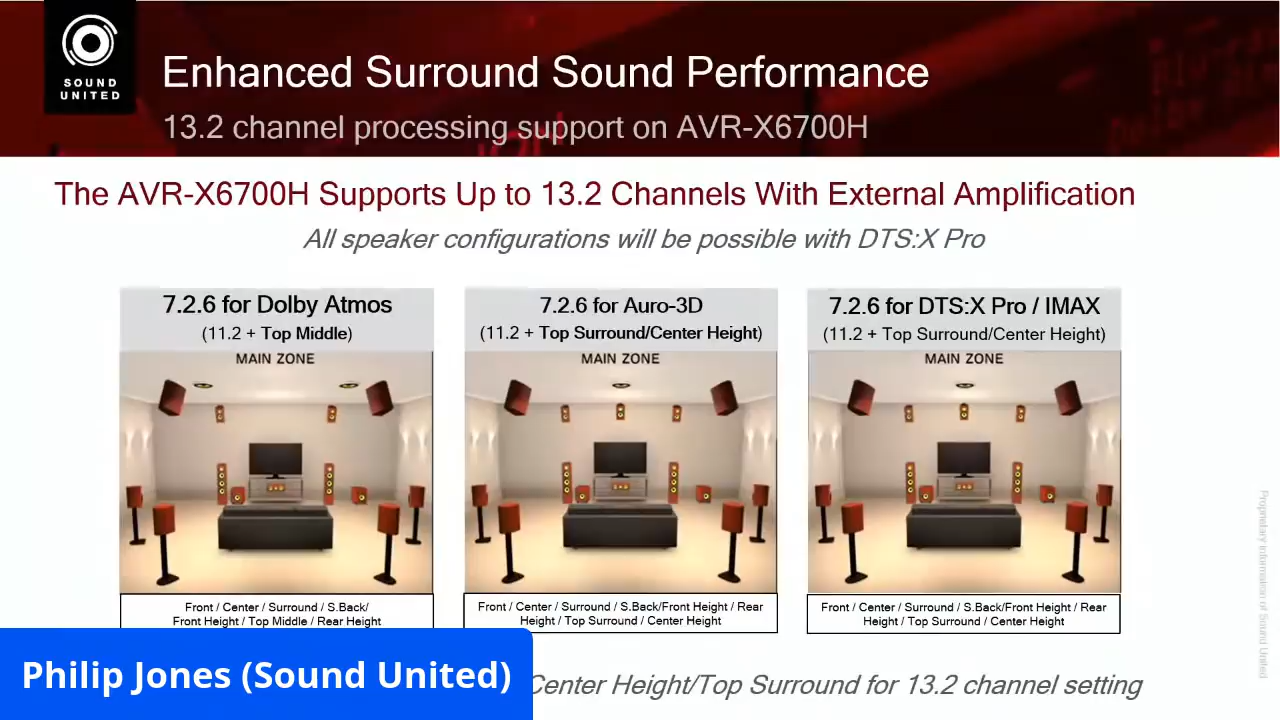 SOUND
UNITED
Enhanced Surround Sound Performance
13.2 channel processing support on AVR-X6700H
The AVR-X6700H Supports Up to 13.2 Channels With External Amplification
All speaker configurations will be possible with DTS:X Pro
7.2.6 for Dolby Atmos
(11.2 + Top Middle)
MAIN ZONE
Front / Center / Surround / S.Back/
Front Height / Top Middle / Rear Height
7.2.6 for Auro-3D
(11.2 + Top Surround/Center Height)
MAIN ZONE
Front / Center / Surround / S.Back/Front Height / Rear
Height / Top Surround / Center Height
7.2.6 for DTS:X Pro / IMAX
(11.2 + Top Surround/Center Height)
MAIN ZONE
Front / Center / Surround / S.Back/Front Height / Rear
Height / Top Surround / Center Height
Center Height/Top Surround for 13.2 channel setting
Philip Jones (Sound United)
Proprietary Information of Sound United